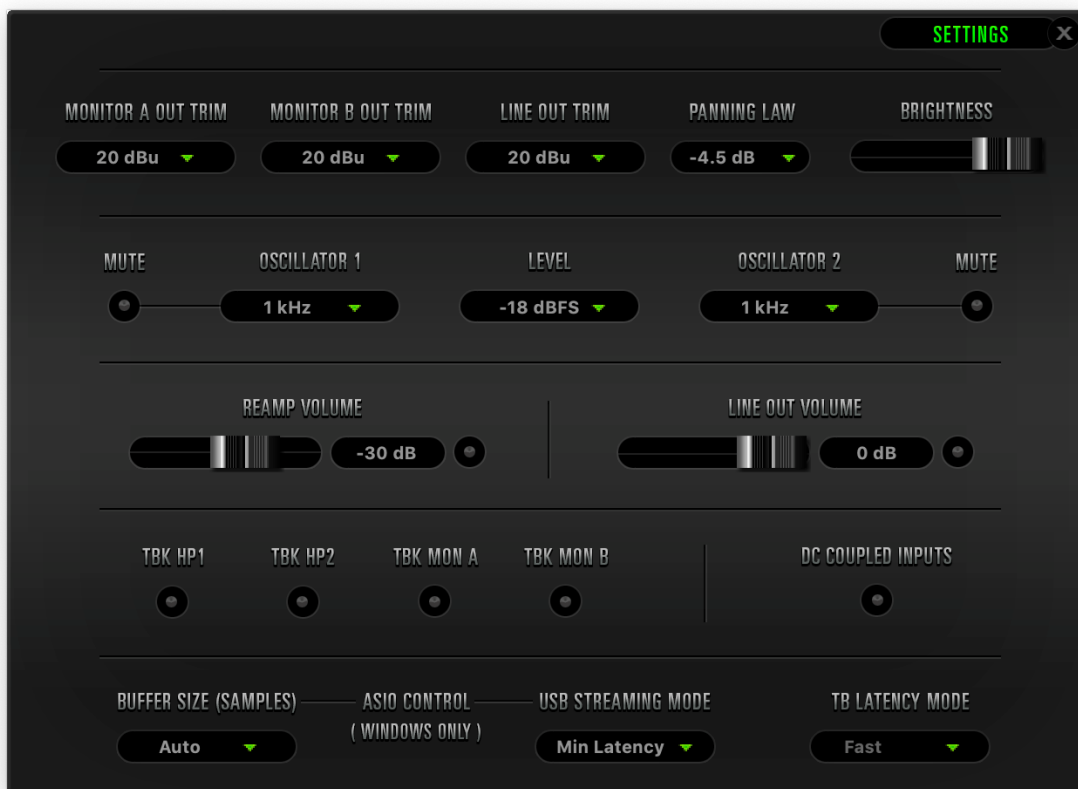 SETTINGS X
MONITOR A OUT TRIM MONITOR B OUT TRIM LINE OUT TRIM PANNING LAW BRIGHTNESS
20 dBu 20 dBu 20 dBu -4.5 dB
MUTE OSCILLATOR 1 LEVEL OSCILLATOR 2 MUTE
1 kHz -18 dBFS 1 kHz
REAMP VOLUME LINE OUT VOLUME
-30 dB 0 dB
TBK HP1 TBK HP2 TBK MON A TBK MON B DC COUPLED INPUTS
BUFFER SIZE (SAMPLES) ASIO CONTROL USB STREAMING MODE TB LATENCY MODE
( WINDOWS ONLY )
Auto Min Latency Fast